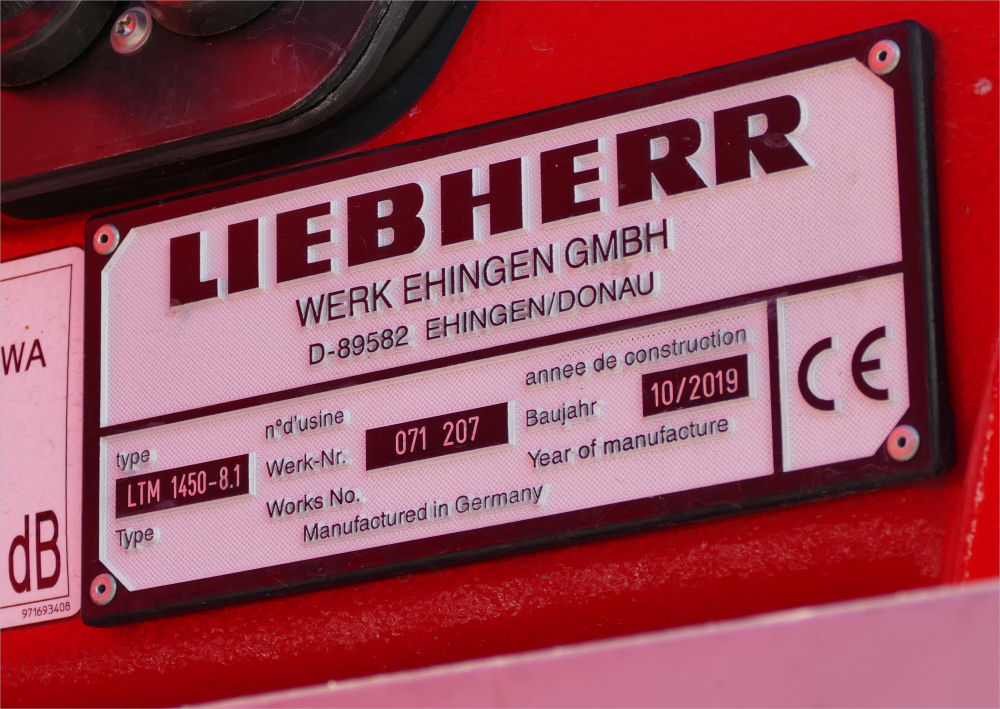 LIEBHERR
WERK EHINGEN GMBH
D-89582 EHINGEN/DONAU
type
LTM 1450-8.1
Type
n°d'usine
Werk-Nr.
Works No.
071 207
annee de construction
Baujahr
Year of manufacture
10/2019
Manufactured in Germany
CE
WA
dB
971693408